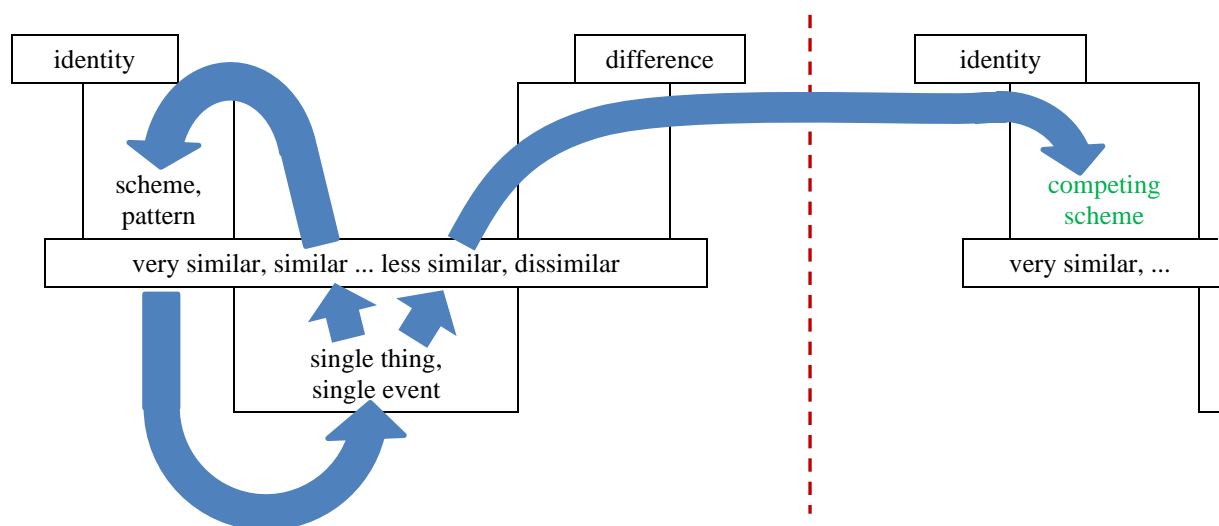 identity
difference
identity
scheme,
pattern
competing
scheme
very similar, similar ... less similar, dissimilar
very similar, ...
single thing,
single event